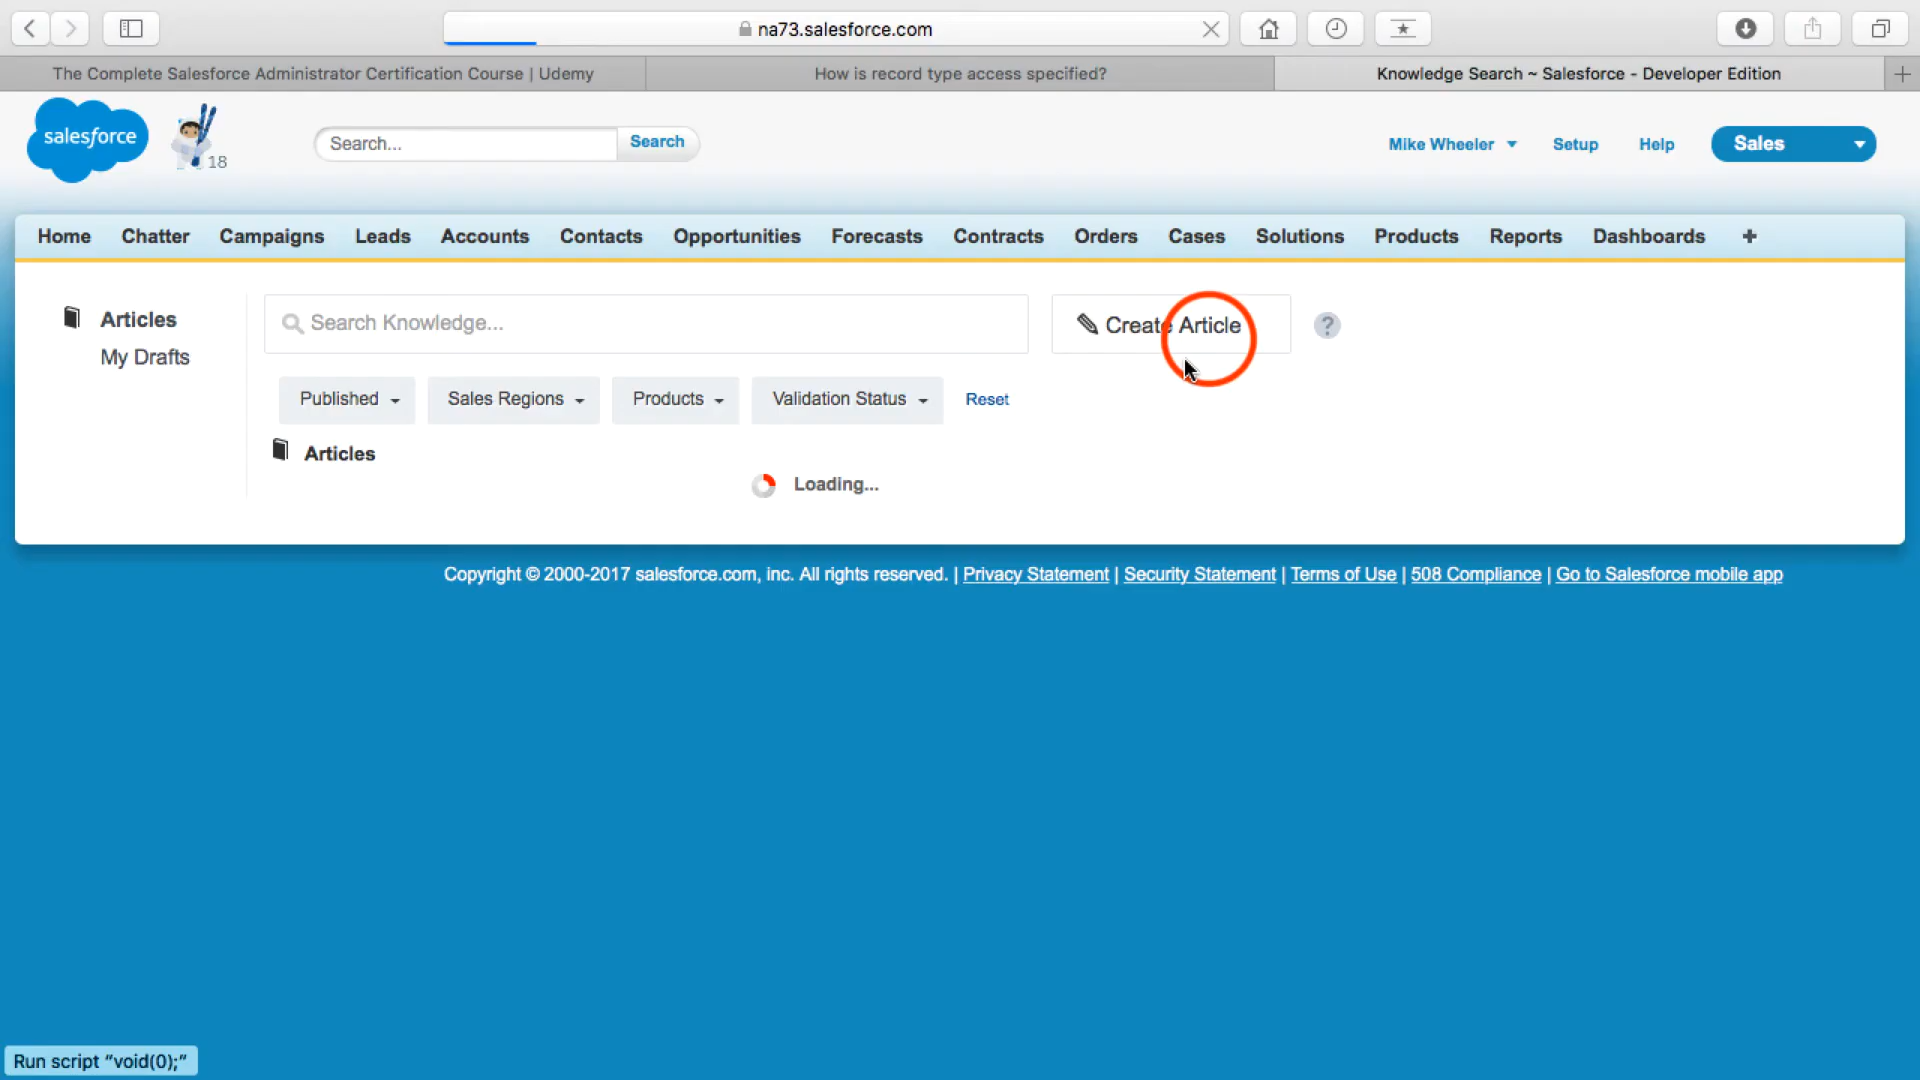 na73.salesforce.com
The Complete Salesforce Administrator Certification Course | Udemy
How is record type access specified?
Knowledge Search ~ Salesforce - Developer Edition
salesforce
18
Search...
Search
Mike Wheeler
Setup
Help
Sales
Home
Chatter
Campaigns
Leads
Accounts
Contacts
Opportunities
Forecasts
Contracts
Orders
Cases
Solutions
Products
Reports
Dashboards
+
Articles
My Drafts
Search Knowledge...
Create Article
?
Published
Sales Regions
Products
Validation Status
Reset
Articles
Loading...
Copyright © 2000-2017 salesforce.com, inc. All rights reserved. | Privacy Statement | Security Statement | Terms of Use | 508 Compliance | Go to Salesforce mobile app
Run script “void(0);”